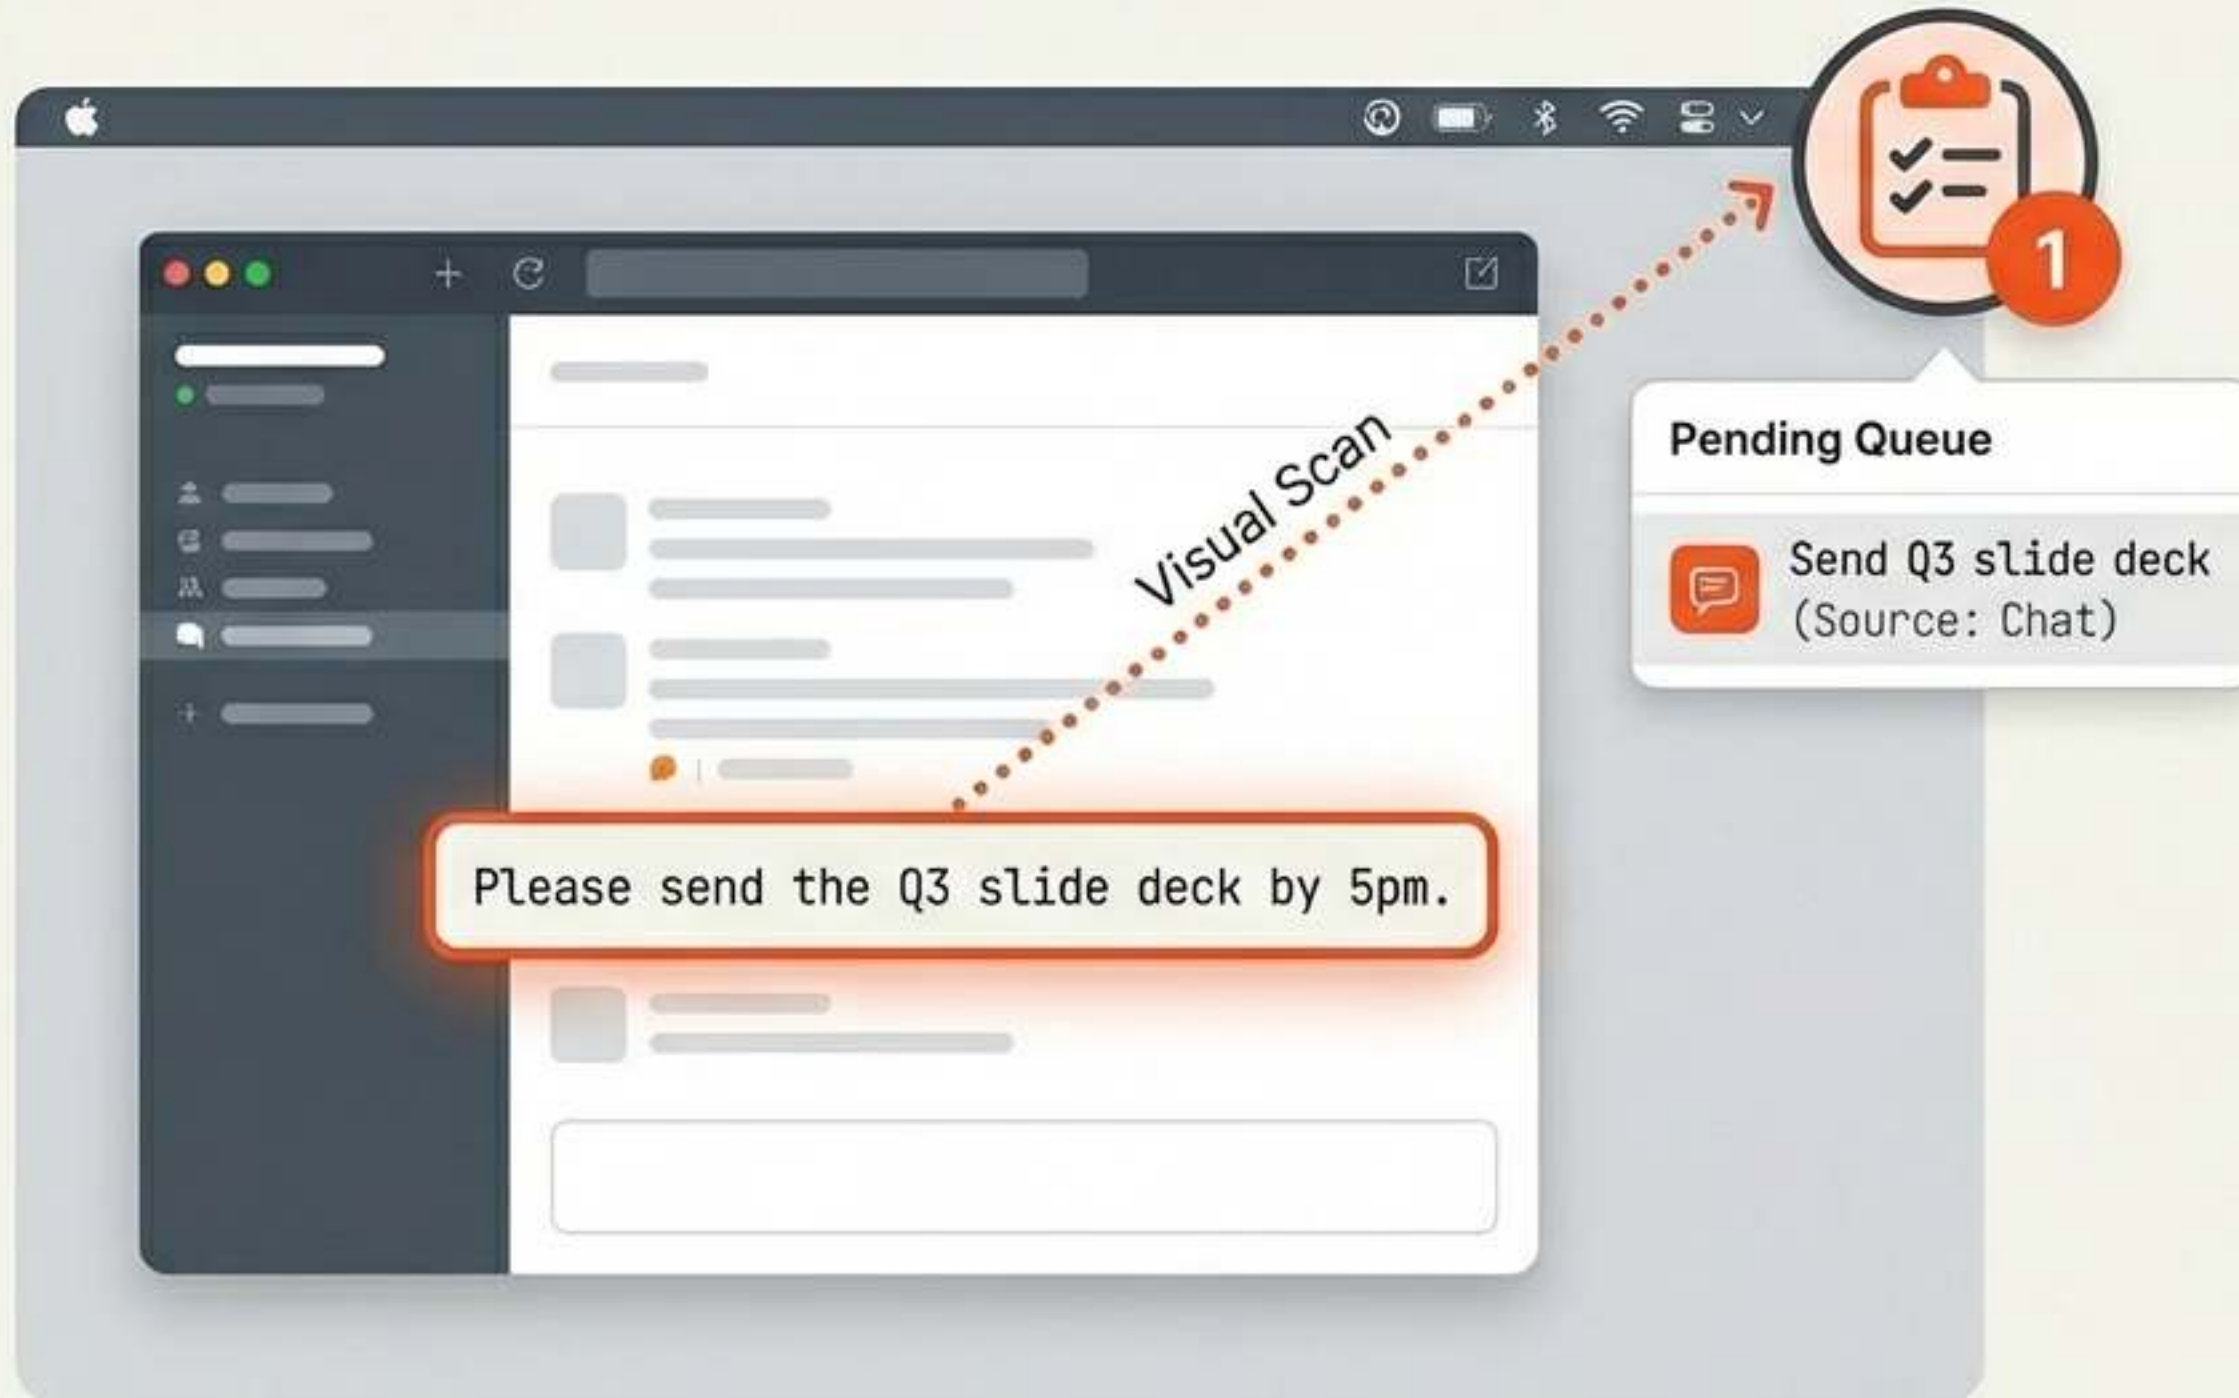 1
Visual Scan
Pending Queue
Send Q3 slide deck
(Source: Chat)
Please send the Q3 slide deck by 5pm.